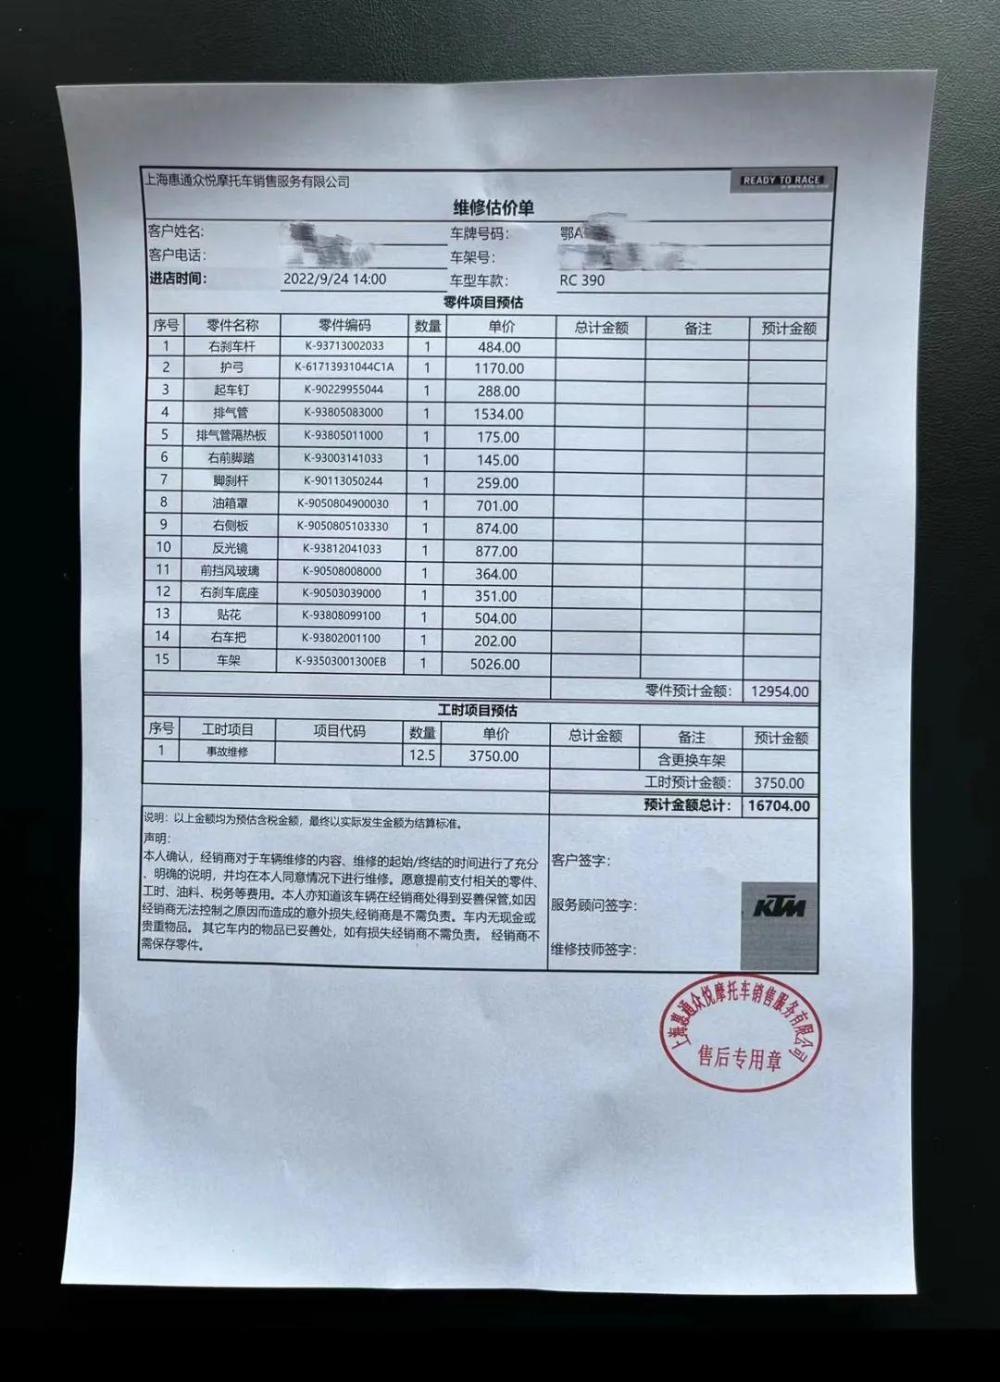 上海惠通众悦摩托车销售服务有限公司 READY TO RACE
维修估价单
客户姓名: 车牌号码: 鄂A
客户电话: 车架号:
进店时间: 2022/9/24 14:00 车型车款: RC 390
零件项目预估
序号 零件名称 零件编码 数量 单价 总计金额 备注 预计金额
1 右刹车杆 K-93713002033 1 484.00
2 护弓 K-61713931044C1A 1 1170.00
3 起车钉 K-90229955044 1 288.00
4 排气管 K-93805083000 1 1534.00
5 排气管隔热板 K-93805011000 1 175.00
6 右前脚踏 K-93003141033 1 145.00
7 脚刹杆 K-90113050244 1 259.00
8 油箱罩 K-9050804900030 1 701.00
9 右侧板 K-9050805103330 1 874.00
10 反光镜 K-93812041033 1 877.00
11 前挡风玻璃 K-90508008000 1 364.00
12 右刹车底座 K-90503039000 1 351.00
13 贴花 K-93808099100 1 504.00
14 右车把 K-93802001100 1 202.00
15 车架 K-93503001300EB 1 5026.00
零件预计金额: 12954.00
工时项目预估
序号 工时项目 项目代码 数量 单价 总计金额 备注 预计金额
1 事故维修 12.5 3750.00 含更换车架
工时预计金额: 3750.00
预计金额总计: 16704.00
说明: 以上金额均为预估含税金额，最终以实际发生金额为结算标准。
声明:
本人确认，经销商对于车辆维修的内容、维修的起始/终结的时间进行了充分
、明确的说明，并均在本人同意情况下进行维修。愿意提前支付相关的零件、
工时、油料、税务等费用。本人亦知道该车辆在经销商处得到妥善保管,如因
经销商无法控制之原因而造成的意外损失,经销商是不需负责。车内无现金或
贵重物品。 其它车内的物品已妥善处，如有损失经销商不需负责。 经销商不
需保存零件。
客户签字:
服务顾问签字:
维修技师签字:
KTM
上海惠通众悦摩托车销售服务有限公司
售后专用章